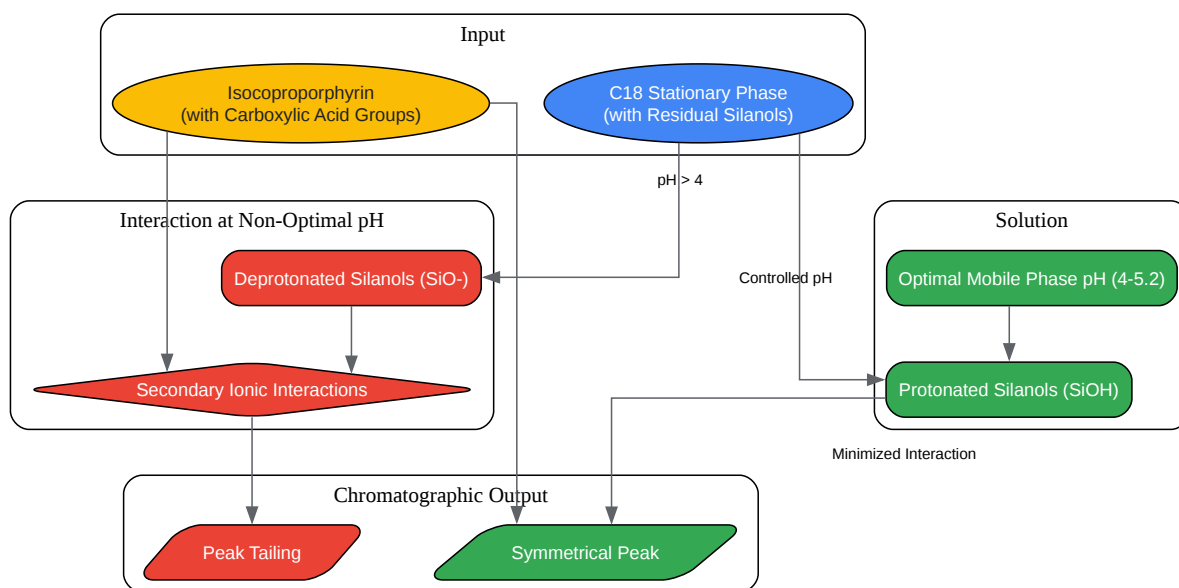 Input
Isocoproporphyrin
(with Carboxylic Acid Groups)
C18 Stationary Phase
(with Residual Silanols)
pH > 4
Interaction at Non-Optimal pH
Solution
Deprotonated Silanols (SiO-)
Controlled pH
Optimal Mobile Phase pH (4-5.2)
Secondary Ionic Interactions
Protonated Silanols (SiOH)
Minimized Interaction
Chromatographic Output
Peak Tailing
Symmetrical Peak